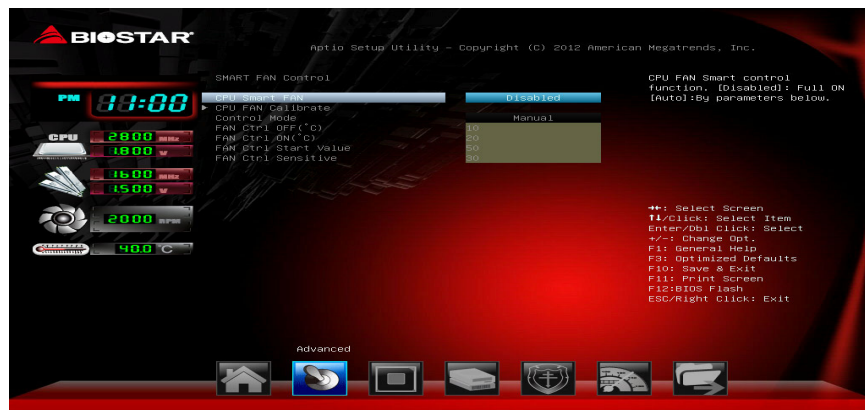 BIOSTAR
Aptio Setup Utility - Copyright (C) 2012 American Megatrends, Inc.
SMART FAN Control
CPU Smart FAN Disabled
CPU FAN Calibrate
Control Mode Manual
FAN Ctrl OFF(°C) 10
FAN Ctrl ON(°C) 20
FAN Ctrl Start Value 50
FAN Ctrl Sensitive 30
CPU FAN Smart control
function. [Disabled]: Full ON
[Auto]:By parameters below.
PM 11:00
CPU 2800 MHz
1.800 V
1600 MHz
1.500 V
2000 RPM
40.0 °C
→←: Select Screen
↑↓/Click: Select Item
Enter/Dbl Click: Select
+/-: Change Opt.
F1: General Help
F3: Optimized Defaults
F10: Save & Exit
F11: Print Screen
F12:BIOS Flash
ESC/Right Click: Exit
Advanced